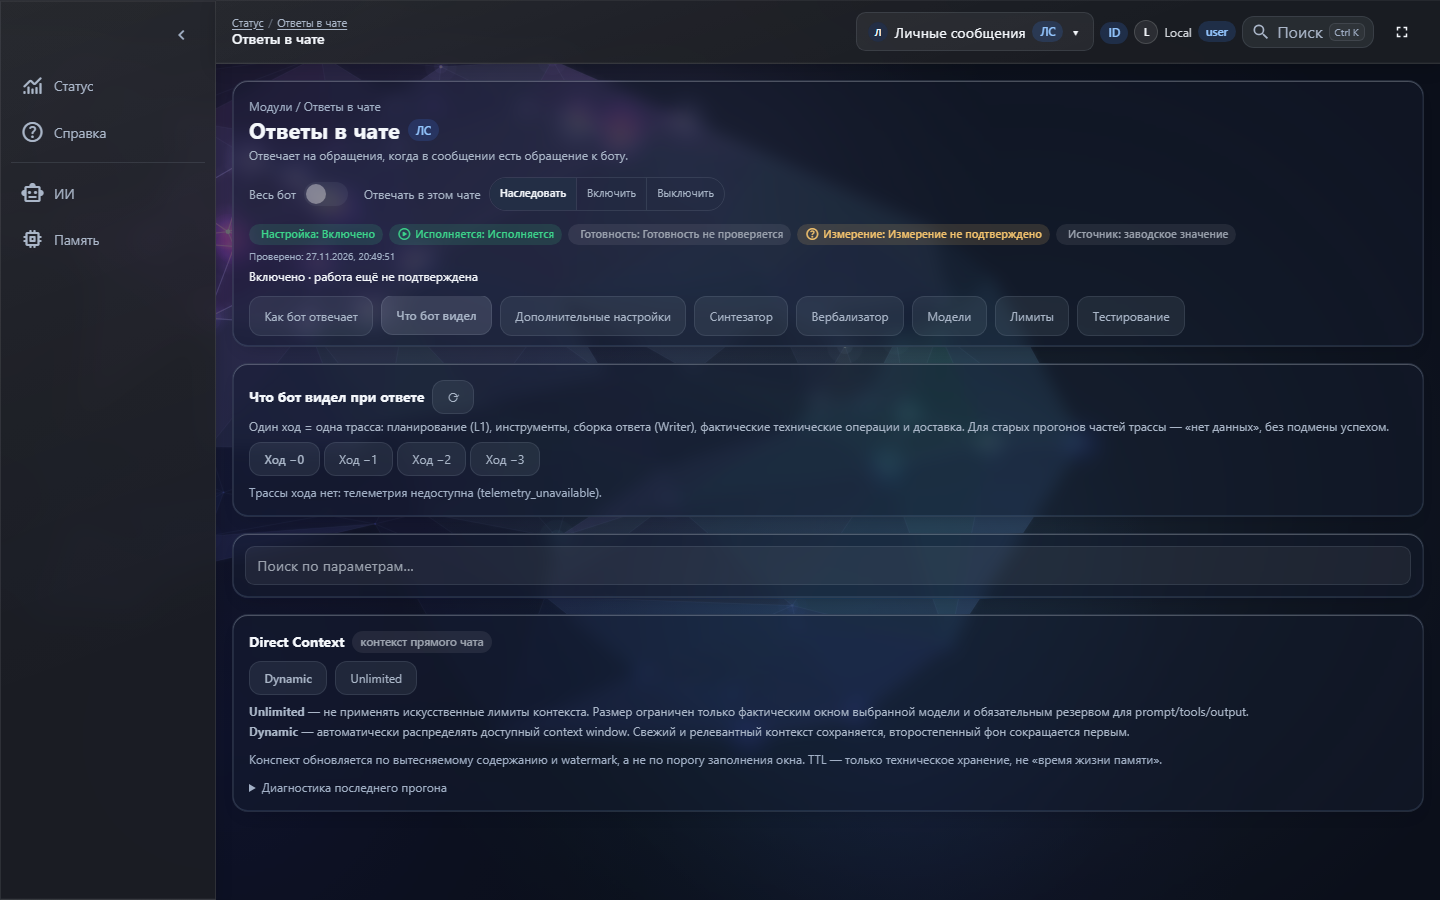 Статус / Ответы в чате
Ответы в чате
Л Личные сообщения ЛС ▼ ID L Local user Поиск Ctrl K
Статус
Справка
ИИ
Память
Модули / Ответы в чате
Ответы в чате ЛС
Отвечает на обращения, когда в сообщении есть обращение к боту.
Весь бот Отвечать в этом чате Наследовать Включить Выключить
Настройка: Включено Исполняется: Исполняется Готовность: Готовность не проверяется Измерение: Измерение не подтверждено Источник: заводское значение
Проверено: 27.11.2026, 20:49:51
Включено · работа ещё не подтверждена
Как бот отвечает Что бот видел Дополнительные настройки Синтезатор Вербализатор Модели Лимиты Тестирование
Что бот видел при ответе ⟳
Один ход = одна трасса: планирование (L1), инструменты, сборка ответа (Writer), фактические технические операции и доставка. Для старых прогонов частей трассы — «нет данных», без подмены успехом.
Ход −0 Ход −1 Ход −2 Ход −3
Трассы хода нет: телеметрия недоступна (telemetry_unavailable).
Поиск по параметрам...
Direct Context контекст прямого чата
Dynamic Unlimited
Unlimited — не применять искусственные лимиты контекста. Размер ограничен только фактическим окном выбранной модели и обязательным резервом для prompt/tools/output.
Dynamic — автоматически распределять доступный context window. Свежий и релевантный контекст сохраняется, второстепенный фон сокращается первым.
Конспект обновляется по вытесняемому содержанию и watermark, а не по порогу заполнения окна. TTL — только техническое хранение, не «время жизни памяти».
▶ Диагностика последнего прогона